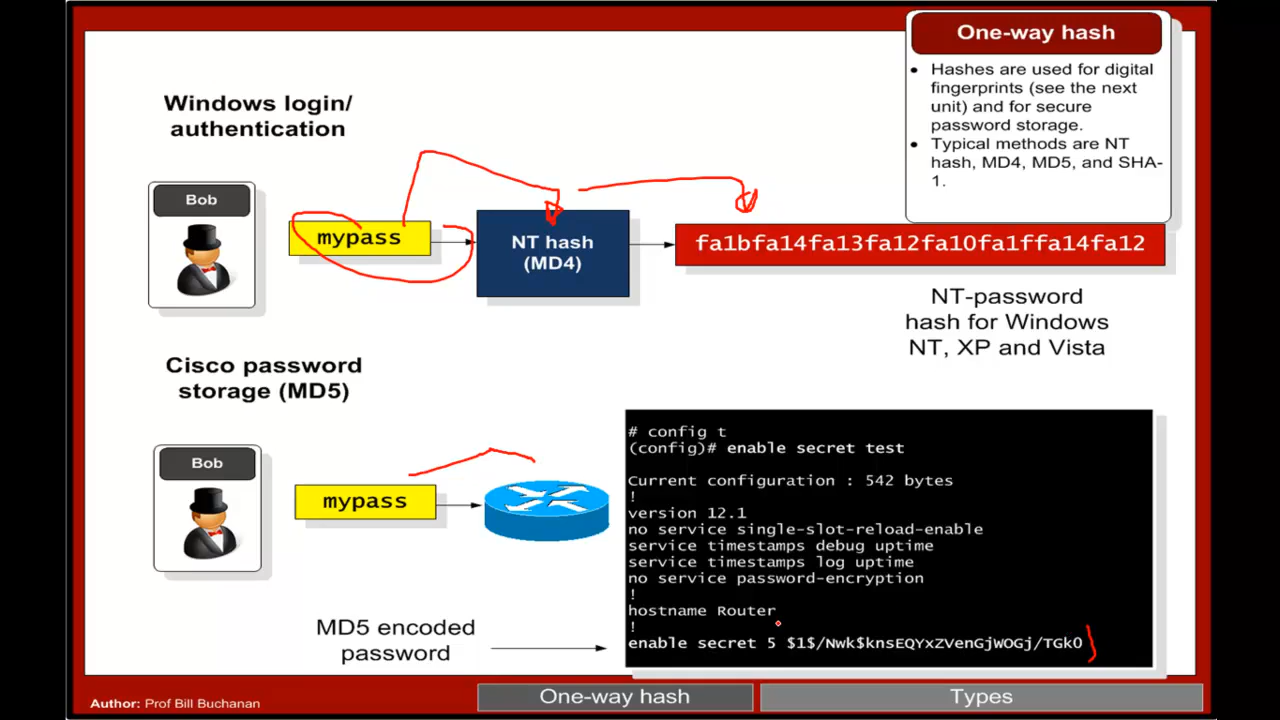 One-way hash
• Hashes are used for digital
fingerprints (see the next
unit) and for secure
password storage.
• Typical methods are NT
hash, MD4, MD5, and SHA-
1.
Windows login/
authentication
Bob
mypass
NT hash
(MD4)
fa1bfa14fa13fa12fa10fa1ffa14fa12
NT-password
hash for Windows
NT, XP and Vista
Cisco password
storage (MD5)
Bob
mypass
# config t
(config)# enable secret test
Current configuration : 542 bytes
!
version 12.1
no service single-slot-reload-enable
service timestamps debug uptime
service timestamps log uptime
no service password-encryption
!
hostname Router
!
enable secret 5 $1$/Nwk$knsEQYxZVenGjWOGj/TGk0
MD5 encoded
password
Author: Prof Bill Buchanan
One-way hash
Types